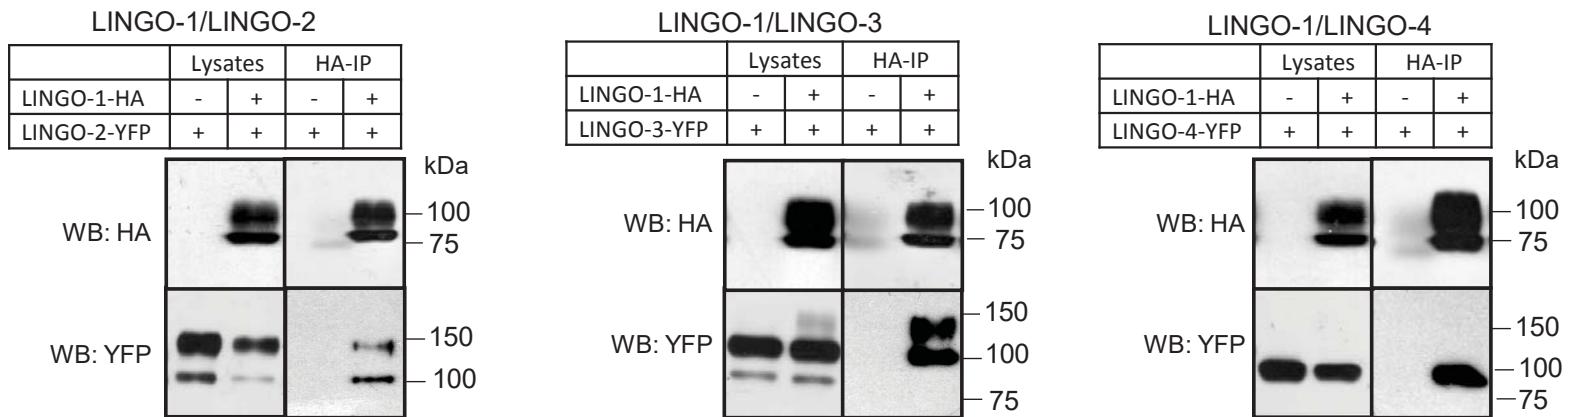 LINGO-1/LINGO-2
Lysates HA-IP
LINGO-1-HA - + - +
LINGO-2-YFP + + + +
kDa
WB: HA
100
75
WB: YFP
150
100
LINGO-1/LINGO-3
Lysates HA-IP
LINGO-1-HA - + - +
LINGO-3-YFP + + + +
kDa
WB: HA
100
75
WB: YFP
150
100
75
LINGO-1/LINGO-4
Lysates HA-IP
LINGO-1-HA - + - +
LINGO-4-YFP + + + +
kDa
WB: HA
100
75
WB: YFP
150
100
75